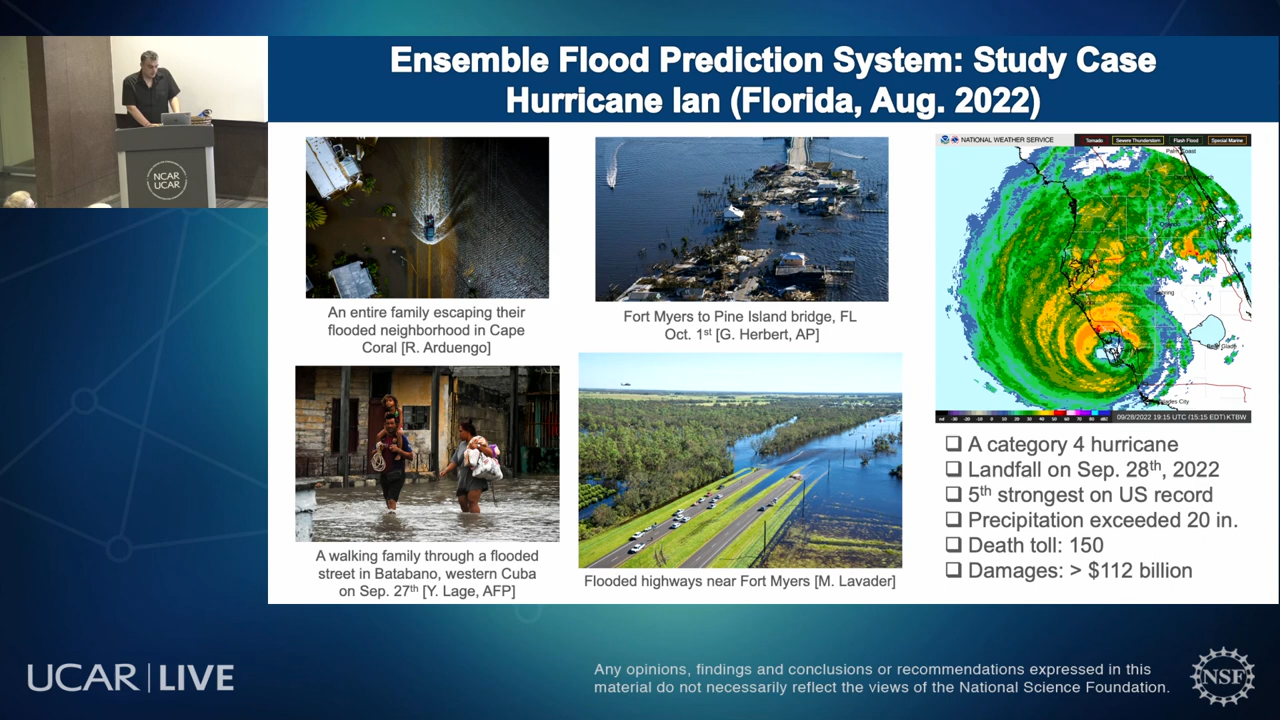 Ensemble Flood Prediction System: Study Case
Hurricane Ian (Florida, Aug. 2022)
NCAR
UCAR
An entire family escaping their
flooded neighborhood in Cape
Coral [R. Arduengo]
Fort Myers to Pine Island bridge, FL
Oct. 1st [G. Herbert, AP]
A walking family through a flooded
street in Batabano, western Cuba
on Sep. 27th [Y. Lage, AFP]
Flooded highways near Fort Myers [M. Lavader]
NATIONAL WEATHER SERVICE
Tornado
Severe Thunderstorm
Flash Flood
Special Marine
Palm Coast
Everglades City
09/28/2022 19:15 UTC (15:15 EDT) KTBW
❑ A category 4 hurricane
❑ Landfall on Sep. 28th, 2022
❑ 5th strongest on US record
❑ Precipitation exceeded 20 in.
❑ Death toll: 150
❑ Damages: > $112 billion
UCAR | LIVE
Any opinions, findings and conclusions or recommendations expressed in this
material do not necessarily reflect the views of the National Science Foundation.
NSF